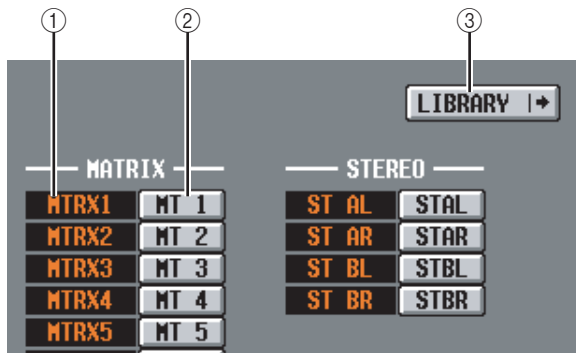 ① ② ③
LIBRARY
MATRIX STEREO
MTRX1 MT 1 ST AL STAL
MTRX2 MT 2 ST AR STAR
MTRX3 MT 3 ST BL STBL
MTRX4 MT 4 ST BR STBR
MTRX5 MT 5